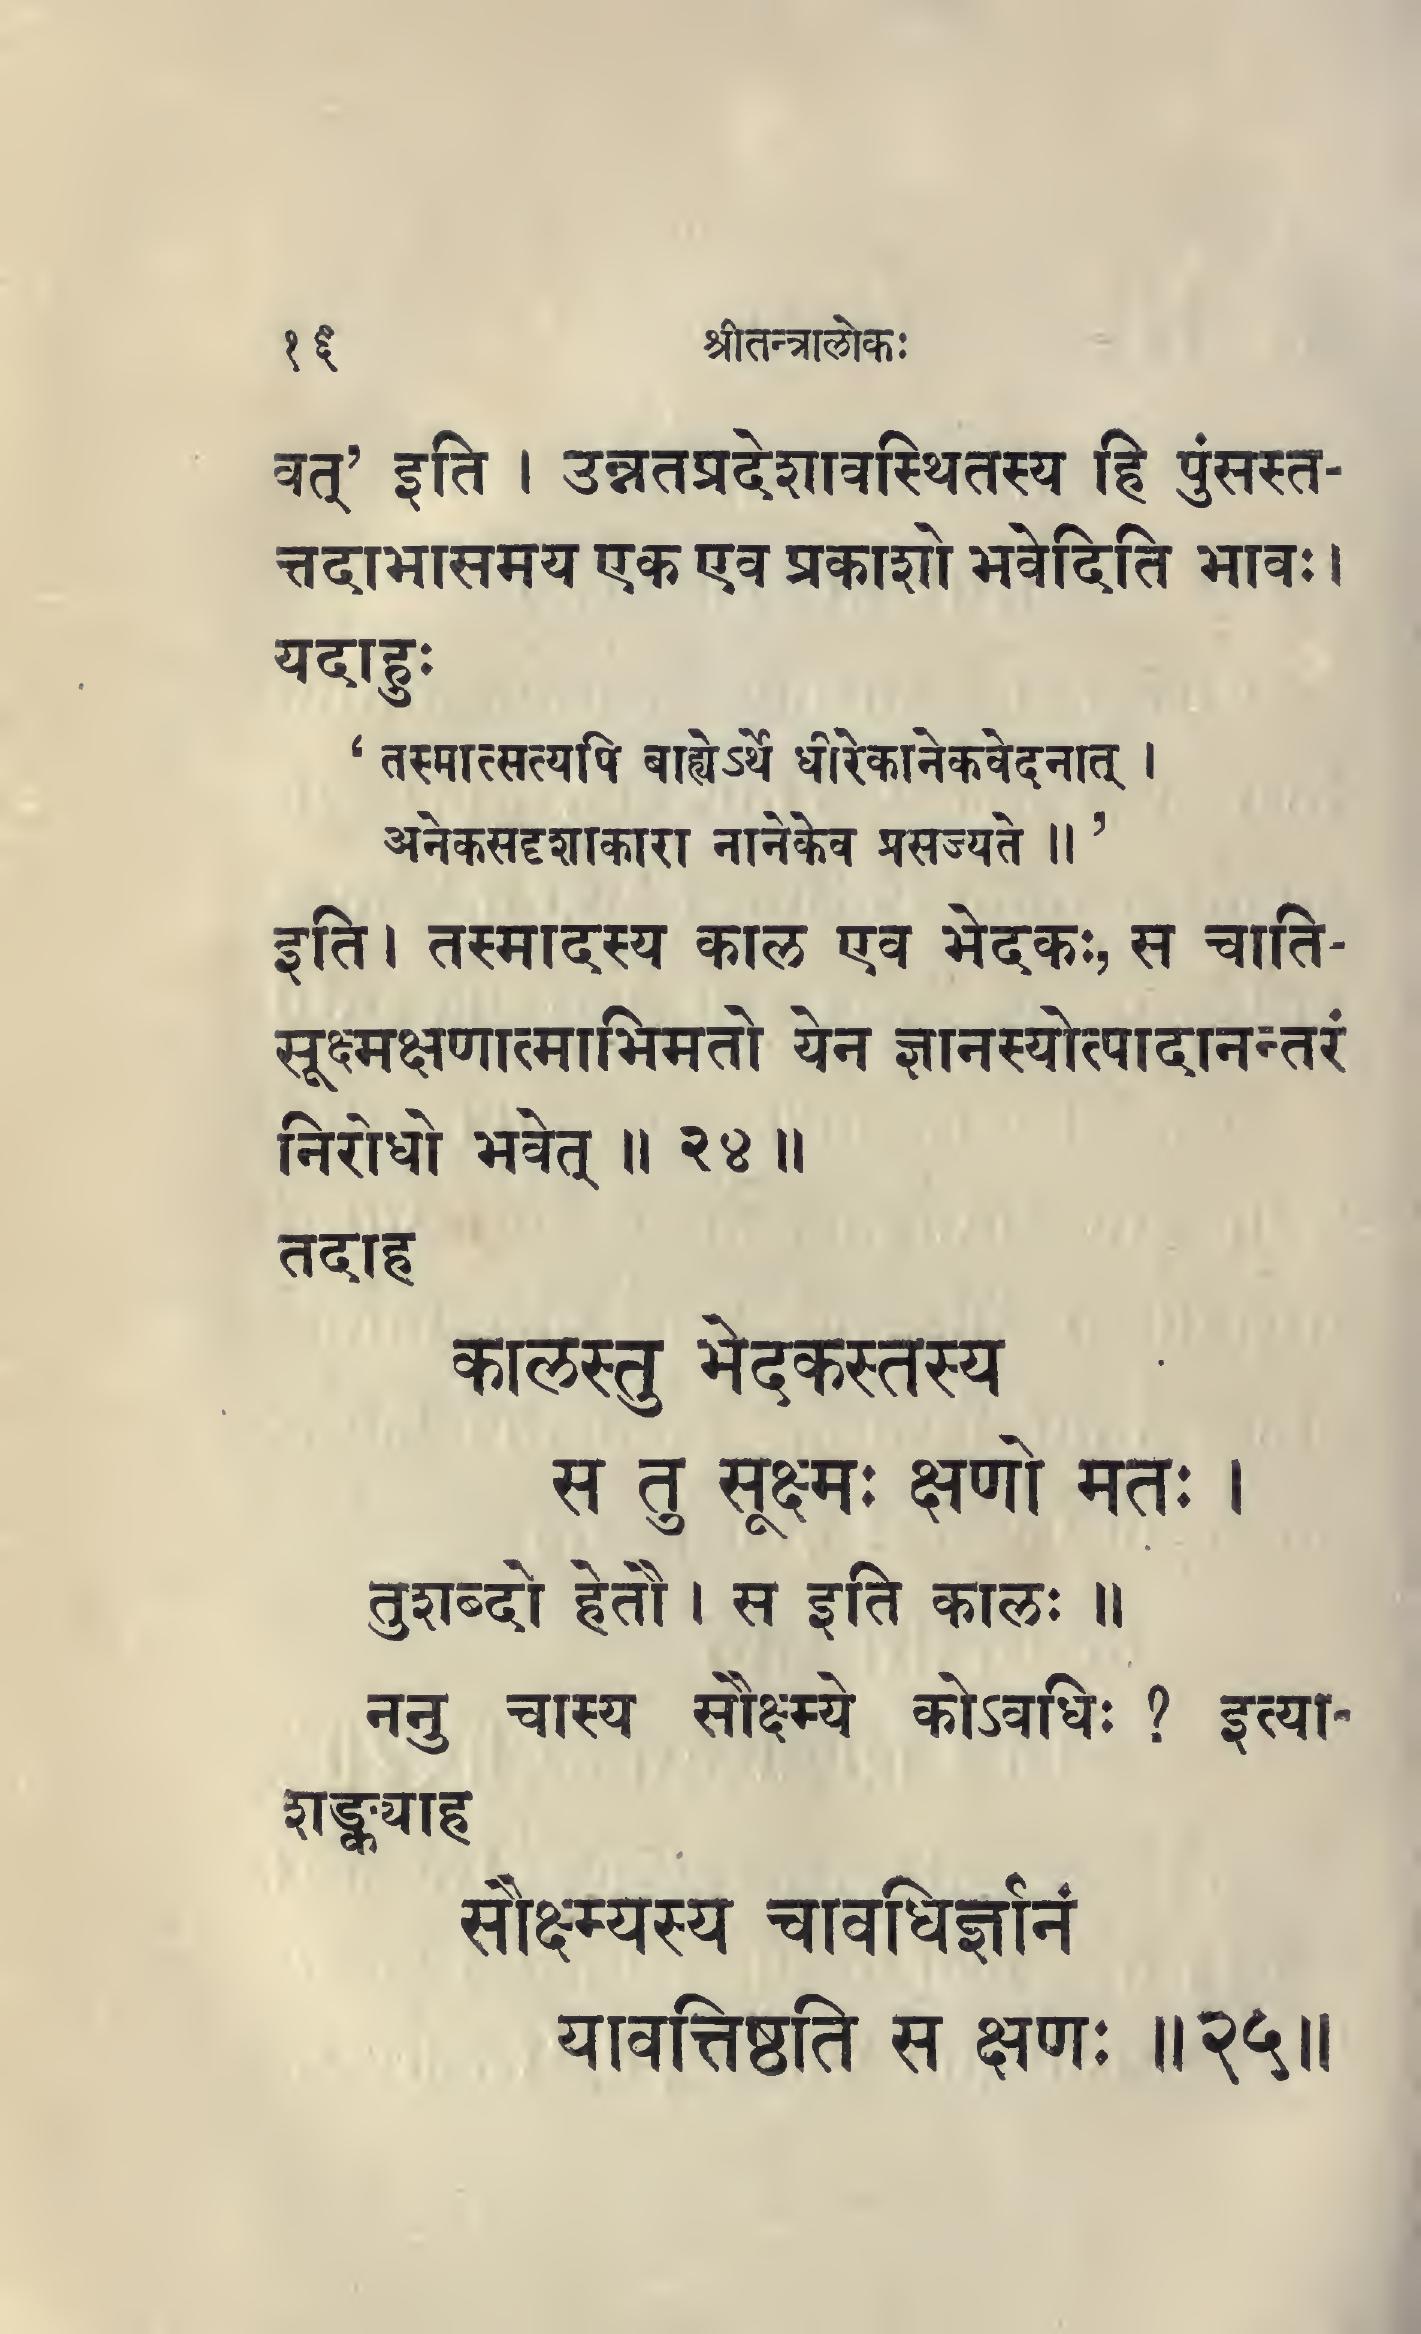 १६ श्रीतन्त्रालोकः
वत्’ इति । उन्नतप्रदेशावस्थितस्य हि पुंसस्त-
त्तदाभासमय एक एव प्रकाशो भवेदिति भावः ।
यदाहुः
‘ तस्मात्सत्यपि बाह्येऽर्थे धीरेकानेकवेदनात् ।
अनेकसदृशाकारा नानेकेव प्रसज्यते ॥ ’
इति । तस्मादस्य काल एव भेदकः, स चाति-
सूक्ष्मक्षणात्माभिमतो येन ज्ञानस्योत्पादानन्तरं
निरोधो भवेत् ॥ २४ ॥
तदाह
कालस्तु भेदकस्तस्य
स तु सूक्ष्मः क्षणो मतः ।
तुशब्दो हेतौ । स इति कालः ॥
ननु चास्य सौक्ष्म्ये कोऽवधिः ? इत्या-
शङ्क्याह
सौक्ष्म्यस्य चावधिर्ज्ञानं
यावत्तिष्ठति स क्षणः ॥ २५ ॥